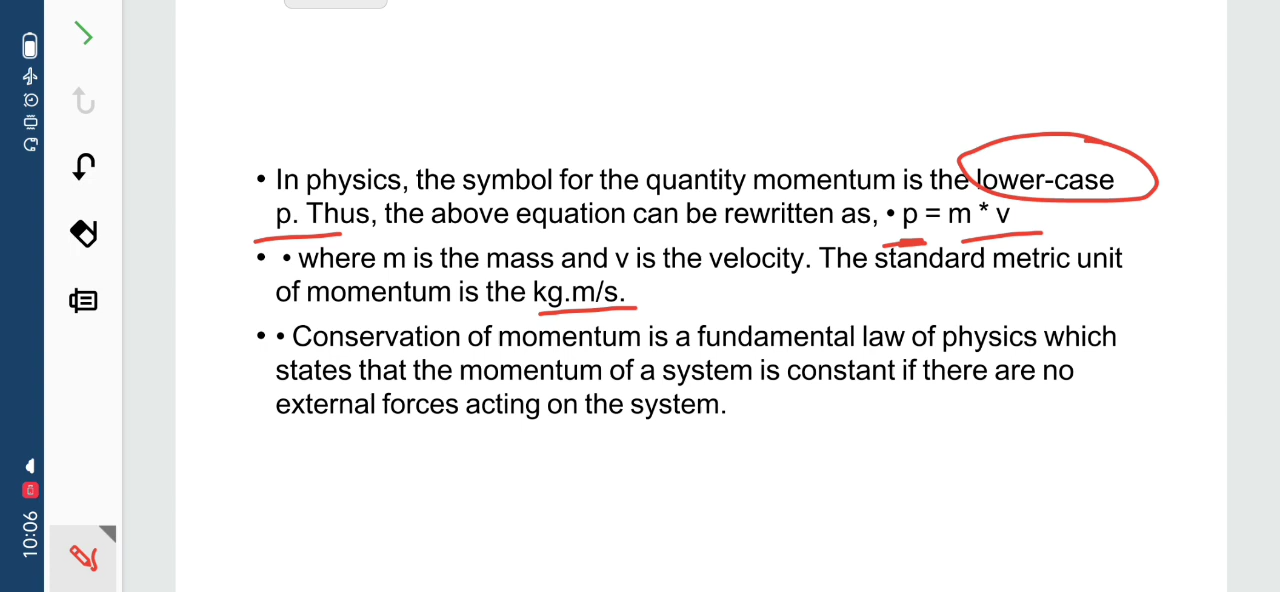 • In physics, the symbol for the quantity momentum is the lower-case
p. Thus, the above equation can be rewritten as, • p = m * v
• • where m is the mass and v is the velocity. The standard metric unit
of momentum is the kg.m/s.
• • Conservation of momentum is a fundamental law of physics which
states that the momentum of a system is constant if there are no
external forces acting on the system.
10:06